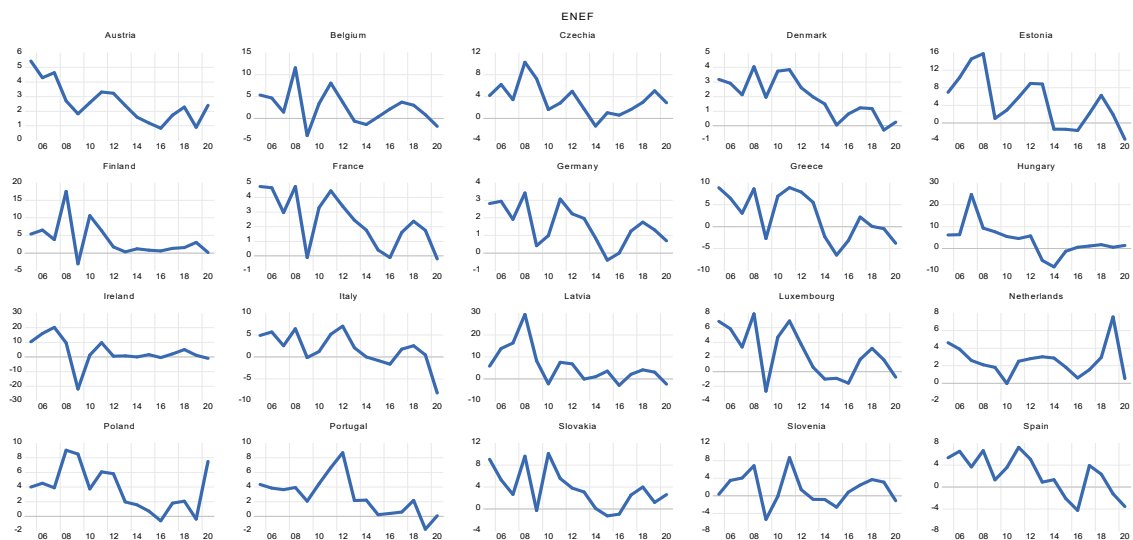 ENEF
Austria
6
5
4
3
2
1
0
06 08 10 12 14 16 18 20
Belgium
15
10
5
0
-5
06 08 10 12 14 16 18 20
Czechia
12
8
4
0
-4
06 08 10 12 14 16 18 20
Denmark
5
4
3
2
1
0
-1
06 08 10 12 14 16 18 20
Estonia
16
12
8
4
0
-4
06 08 10 12 14 16 18 20
Finland
20
15
10
5
0
-5
06 08 10 12 14 16 18 20
France
5
4
3
2
1
0
-1
06 08 10 12 14 16 18 20
Germany
4
3
2
1
0
-1
06 08 10 12 14 16 18 20
Greece
10
5
0
-5
-10
06 08 10 12 14 16 18 20
Hungary
30
20
10
0
-10
06 08 10 12 14 16 18 20
Ireland
30
20
10
0
-10
-20
-30
06 08 10 12 14 16 18 20
Italy
10
5
0
-5
-10
06 08 10 12 14 16 18 20
Latvia
30
20
10
0
-10
06 08 10 12 14 16 18 20
Luxembourg
8
6
4
2
0
-2
-4
06 08 10 12 14 16 18 20
Netherlands
8
6
4
2
0
-2
06 08 10 12 14 16 18 20
Poland
10
8
6
4
2
0
-2
06 08 10 12 14 16 18 20
Portugal
10
8
6
4
2
0
-2
06 08 10 12 14 16 18 20
Slovakia
12
8
4
0
-4
06 08 10 12 14 16 18 20
Slovenia
12
8
4
0
-4
-8
06 08 10 12 14 16 18 20
Spain
8
4
0
-4
-8
06 08 10 12 14 16 18 20